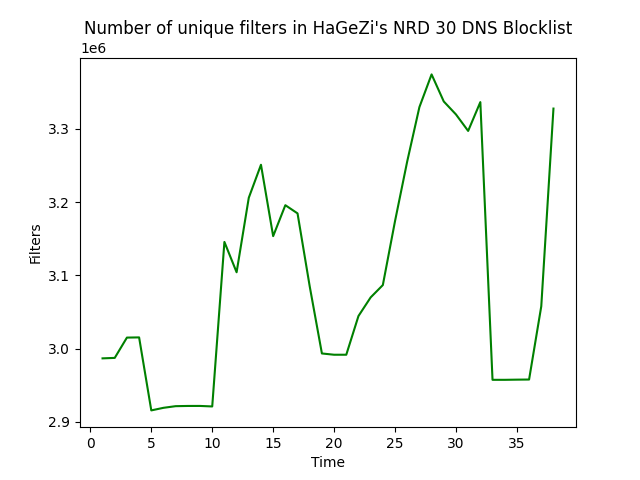 Number of unique filters in HaGeZi's NRD 30 DNS Blocklist
1e6
3.3
3.2
3.1
3.0
2.9
Filters
0 5 10 15 20 25 30 35
Time